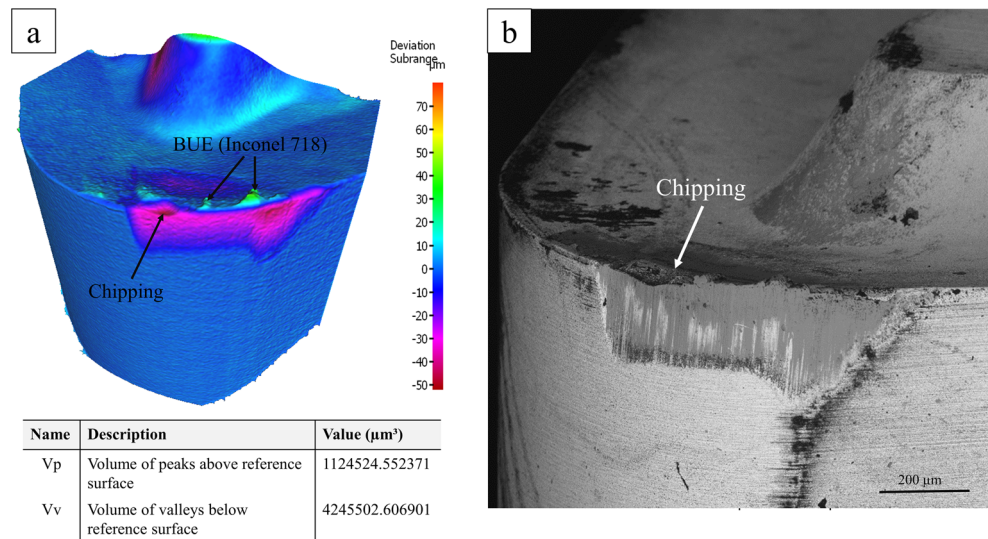 a
Deviation
Subrange
µm
70
60
50
40
30
20
10
0
-10
-20
-30
-40
-50
BUE (Inconel 718)
Chipping
Name Description Value (µm³)
Vp Volume of peaks above reference 1124524.552371
surface
Vv Volume of valleys below 4245502.606901
reference surface
b
Chipping
200 µm